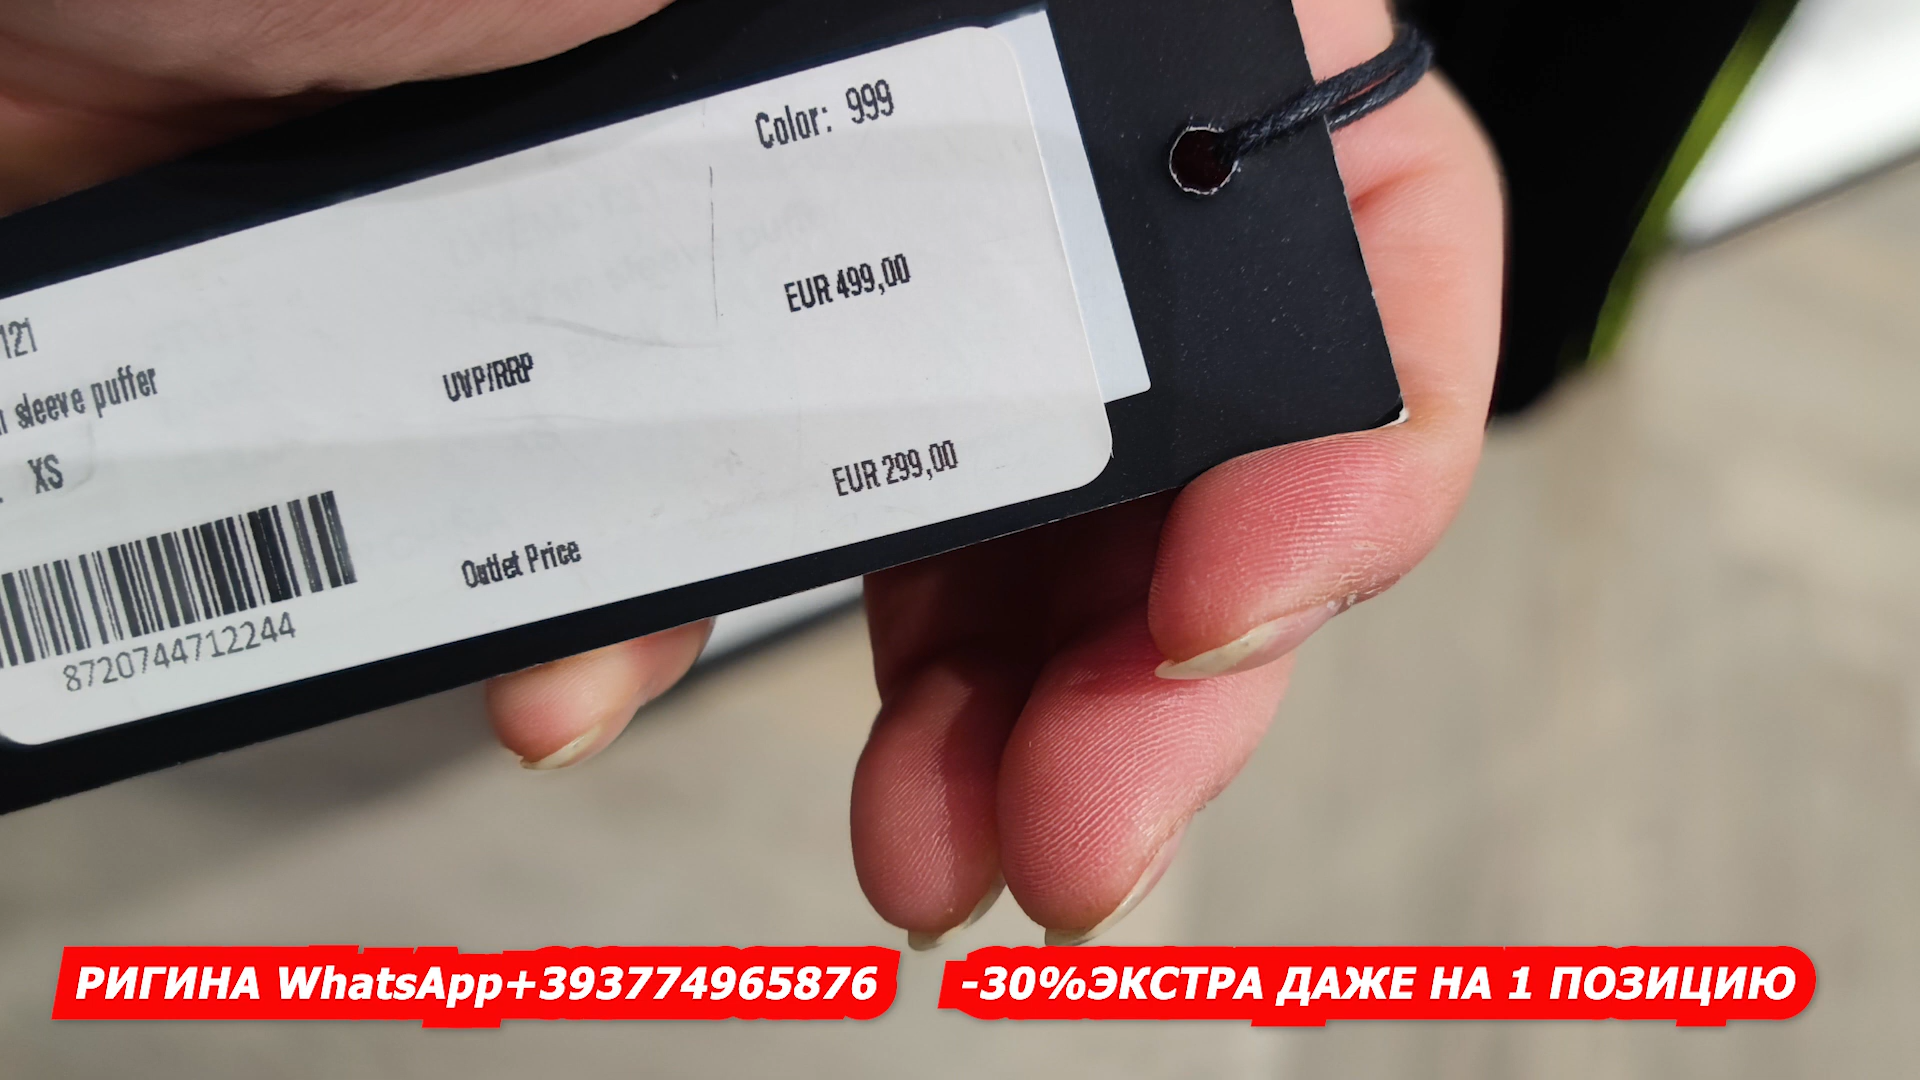 Color: 999
EUR 499,00
121
sleeve puffer
UVP/RRP
XS
EUR 299,00
Outlet Price
8720744712244
РИГИНА WhatsApp+393774965876
-30%ЭКСТРА ДАЖЕ НА 1 ПОЗИЦИЮ